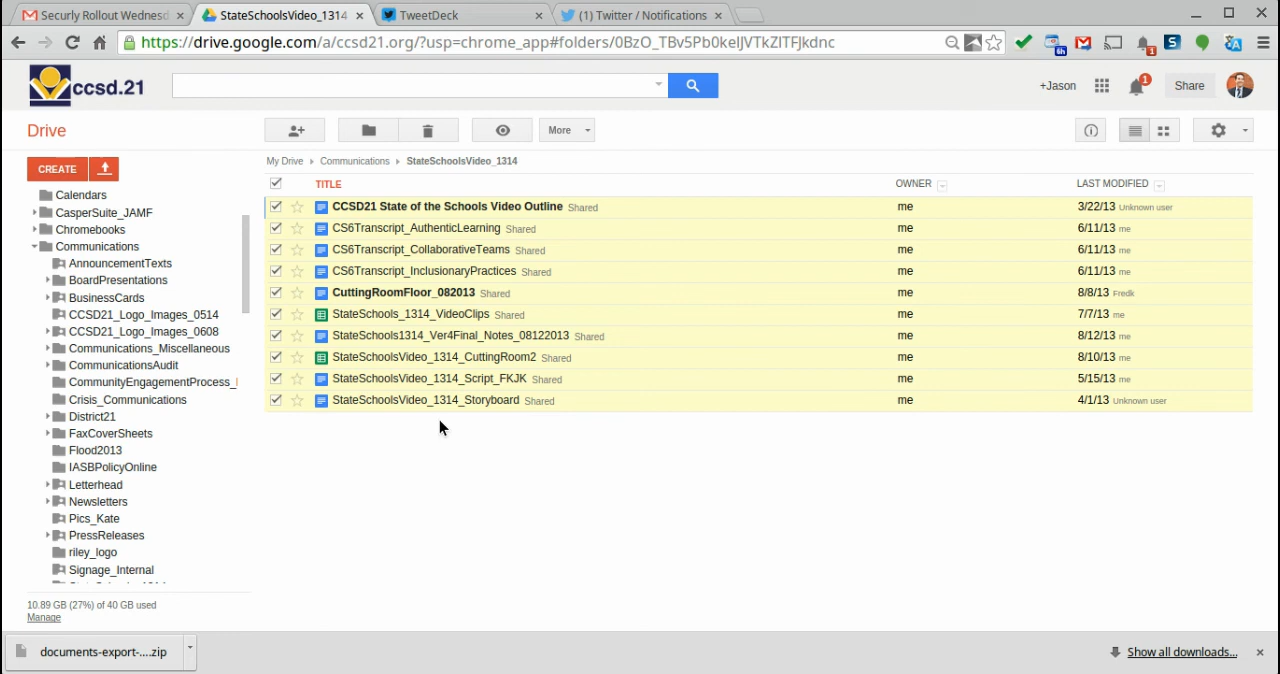 Securly Rollout Wednesd
StateSchoolsVideo_1314
TweetDeck
(1) Twitter / Notifications
https://drive.google.com/a/ccsd21.org/?usp=chrome_app#folders/0BzO_TBv5Pb0kelJVTkZlTFJkdnc
6h
1
S
ccsd.21
+Jason
1
Share
Drive
More
My Drive
Communications
StateSchoolsVideo_1314
CREATE
TITLE
OWNER
LAST MODIFIED
CCSD21 State of the Schools Video Outline Shared me 3/22/13 Unknown user
CS6Transcript_AuthenticLearning Shared me 6/11/13 me
CS6Transcript_CollaborativeTeams Shared me 6/11/13 me
CS6Transcript_InclusionaryPractices Shared me 6/11/13 me
CuttingRoomFloor_082013 Shared me 8/8/13 Fredk
StateSchools_1314_VideoClips Shared me 7/7/13 me
StateSchools1314_Ver4Final_Notes_08122013 Shared me 8/12/13 me
StateSchoolsVideo_1314_CuttingRoom2 Shared me 8/10/13 me
StateSchoolsVideo_1314_Script_FKJK Shared me 5/15/13 me
StateSchoolsVideo_1314_Storyboard Shared me 4/1/13 Unknown user
Calendars
CasperSuite_JAMF
Chromebooks
Communications
AnnouncementTexts
BoardPresentations
BusinessCards
CCSD21_Logo_Images_0514
CCSD21_Logo_Images_0608
Communications_Miscellaneous
CommunicationsAudit
CommunityEngagementProcess_
Crisis_Communications
District21
FaxCoverSheets
Flood2013
IASBPolicyOnline
Letterhead
Newsletters
Pics_Kate
PressReleases
riley_logo
Signage_Internal
10.89 GB (27%) of 40 GB used
Manage
documents-export-....zip
Show all downloads...